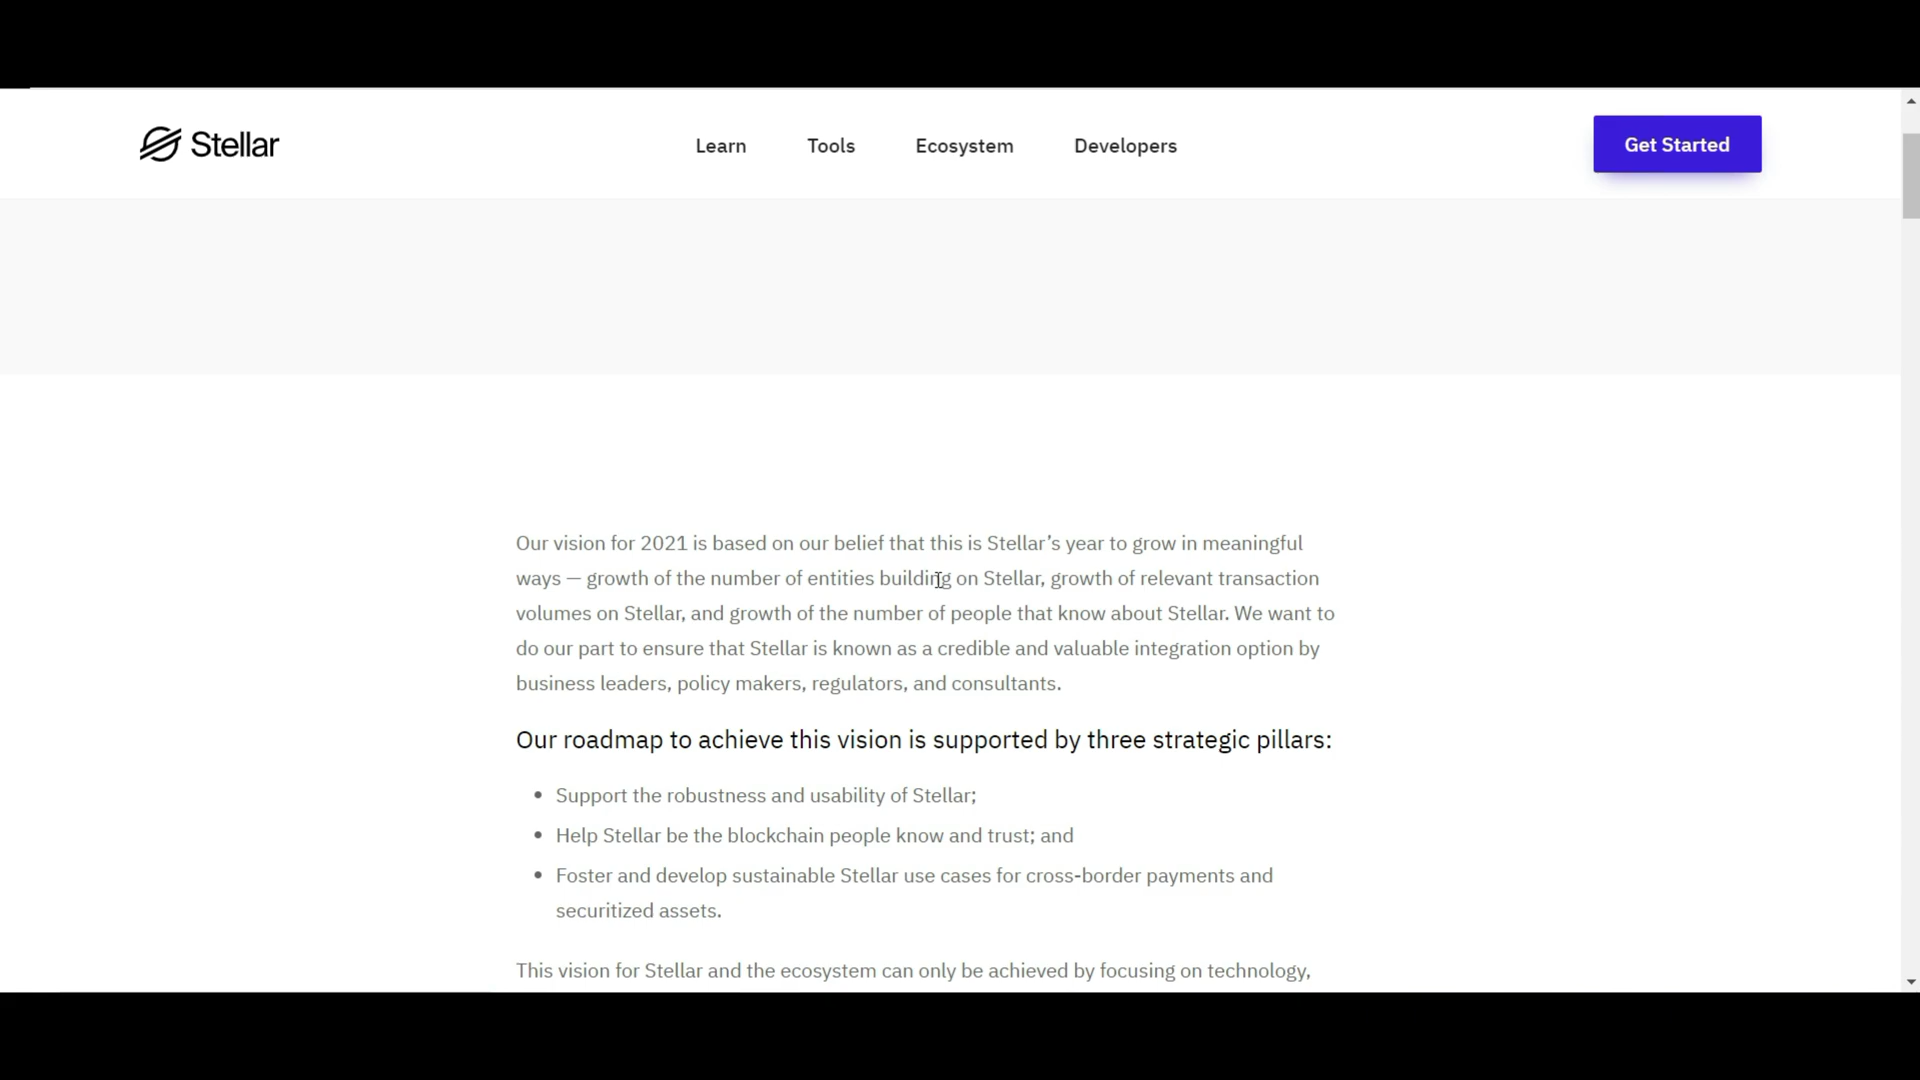 Stellar
Learn
Tools
Ecosystem
Developers
Get Started
Our vision for 2021 is based on our belief that this is Stellar’s year to grow in meaningful
ways — growth of the number of entities building on Stellar, growth of relevant transaction
volumes on Stellar, and growth of the number of people that know about Stellar. We want to
do our part to ensure that Stellar is known as a credible and valuable integration option by
business leaders, policy makers, regulators, and consultants.
Our roadmap to achieve this vision is supported by three strategic pillars:
• Support the robustness and usability of Stellar;
• Help Stellar be the blockchain people know and trust; and
• Foster and develop sustainable Stellar use cases for cross-border payments and
securitized assets.
This vision for Stellar and the ecosystem can only be achieved by focusing on technology,